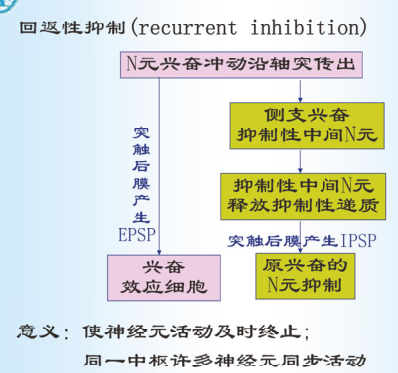 回返性抑制(recurrent inhibition)
N元兴奋冲动沿轴突传出
侧支兴奋
抑制性中间N元
突
触
后
膜
产
生
EPSP
抑制性中间N元
释放抑制性递质
突触后膜产生IPSP
兴奋
效应细胞
原兴奋的
N元抑制
意义：使神经元活动及时终止；
同一中枢许多神经元同步活动